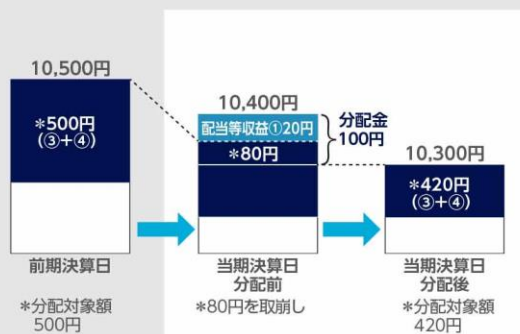 10,500円
*500円
(③+④)
前期決算日
*分配対象額
500円
10,400円
配当等収益①20円
*80円
分配金
100円
当期決算日
分配前
*80円を取崩し
10,300円
*420円
(③+④)
当期決算日
分配後
*分配対象額
420円